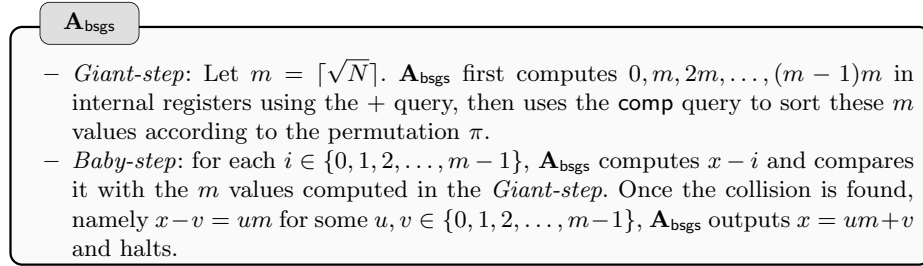 A_bsgs
– Giant-step: Let m = ⌈√N⌉. A_bsgs first computes 0, m, 2m, . . . , (m − 1)m in
internal registers using the + query, then uses the comp query to sort these m
values according to the permutation π.
– Baby-step: for each i ∈ {0, 1, 2, . . . , m − 1}, A_bsgs computes x − i and compares
it with the m values computed in the Giant-step. Once the collision is found,
namely x−v = um for some u, v ∈ {0, 1, 2, . . . , m−1}, A_bsgs outputs x = um+v
and halts.